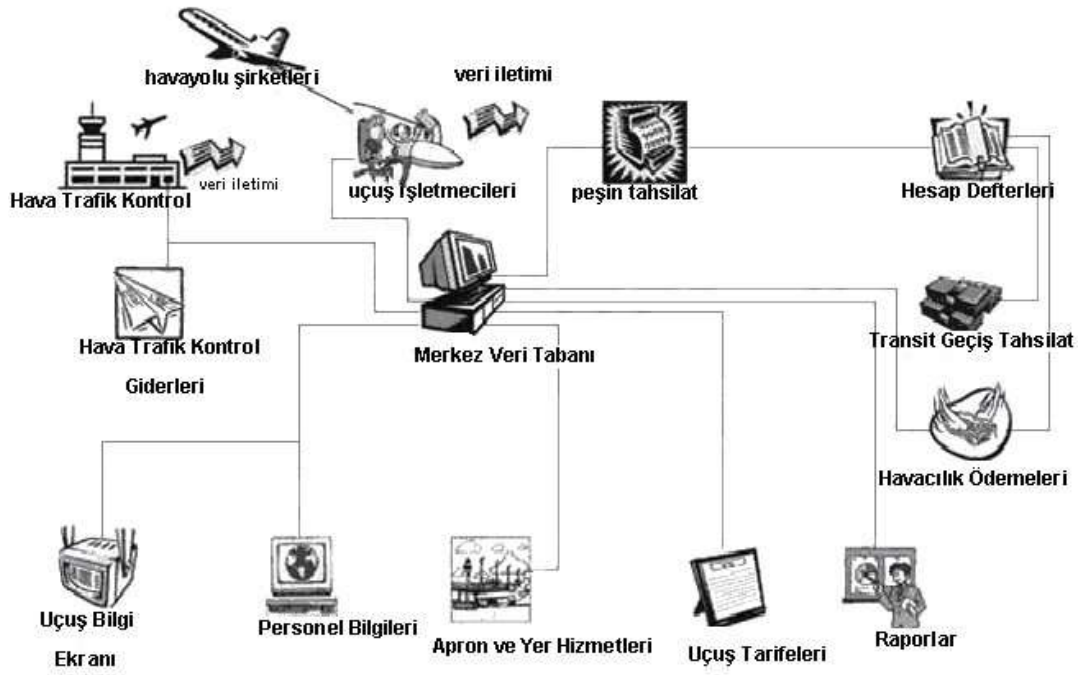 havayolu şirketleri
veri iletimi
veri iletimi
Hava Trafik Kontrol
uçuş işletmecileri
peşin tahsilat
Hesap Defterleri
Hava Trafik Kontrol
Giderleri
Merkez Veri Tabanı
Transit Geçiş Tahsilat
Havacılık Ödemeleri
Uçuş Bilgi
Ekranı
Personel Bilgileri
Apron ve Yer Hizmetleri
Uçuş Tarifeleri
Raporlar